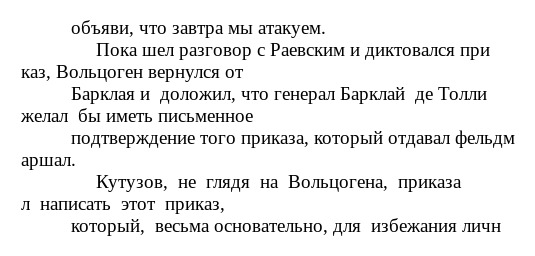 объяви, что завтра мы атакуем.
Пока шел разговор с Раевским и диктовался при
каз, Вольцоген вернулся от
Барклая и  доложил, что генерал Барклай  де Толли
желал  бы иметь письменное
подтверждение того приказа, который отдавал фельдм
аршал.
Кутузов,  не  глядя  на  Вольцогена,  приказа
л  написать  этот  приказ,
который,  весьма основательно, для  избежания личн